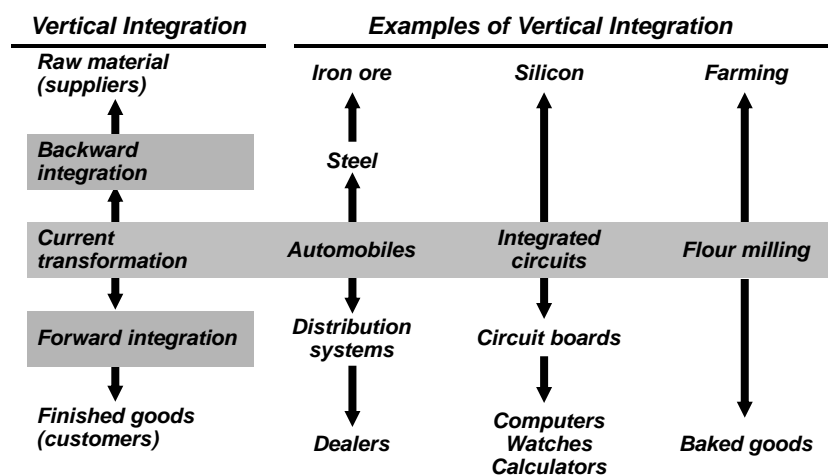 Vertical Integration
Examples of Vertical Integration
Raw material
(suppliers)
Iron ore
Silicon
Farming
Backward
integration
Steel
Current
transformation
Automobiles
Integrated
circuits
Flour milling
Forward integration
Distribution
systems
Circuit boards
Finished goods
(customers)
Dealers
Computers
Watches
Calculators
Baked goods